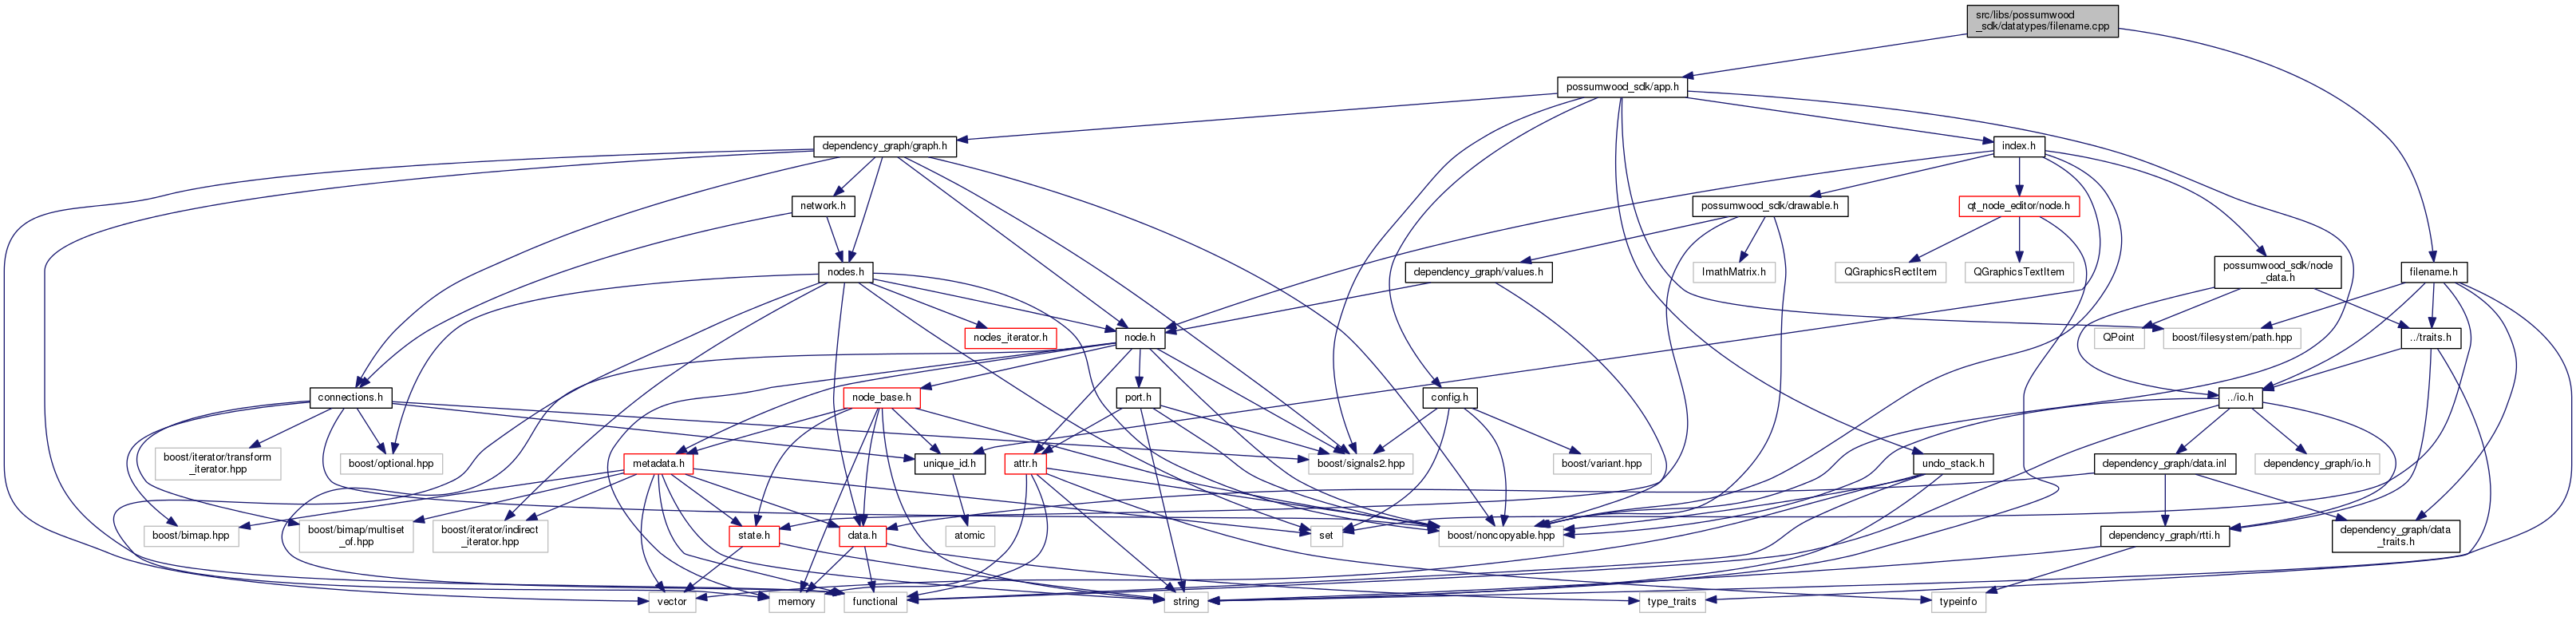 src/libs/possumwood
_sdk/datatypes/filename.cpp
possumwood_sdk/app.h
dependency_graph/graph.h
index.h
network.h
possumwood_sdk/drawable.h
qt_node_editor/node.h
nodes.h
dependency_graph/values.h
ImathMatrix.h
QGraphicsRectItem
QGraphicsTextItem
possumwood_sdk/node
_data.h
filename.h
nodes_iterator.h
node.h
QPoint
boost/filesystem/path.hpp
../traits.h
connections.h
node_base.h
port.h
config.h
../io.h
boost/iterator/transform
_iterator.hpp
boost/optional.hpp
metadata.h
unique_id.h
attr.h
boost/signals2.hpp
boost/variant.hpp
undo_stack.h
dependency_graph/data.inl
dependency_graph/io.h
boost/bimap.hpp
boost/bimap/multiset
_of.hpp
boost/iterator/indirect
_iterator.hpp
state.h
data.h
atomic
set
boost/noncopyable.hpp
dependency_graph/rtti.h
dependency_graph/data
_traits.h
vector
memory
functional
string
type_traits
typeinfo